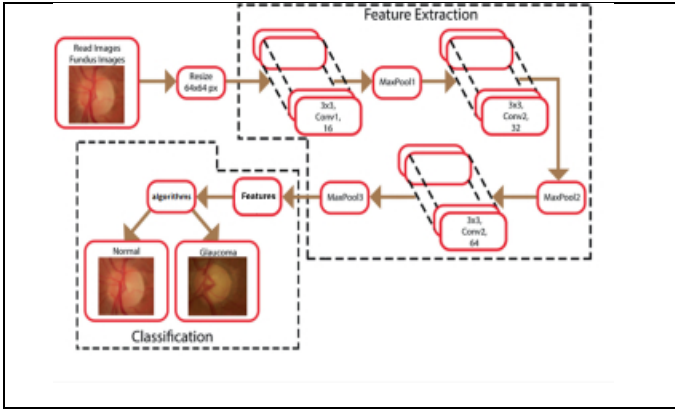 Feature Extraction
Read Images
Fundus Images
Resize
64x64 px
3x3,
Conv1,
16
MaxPool1
3x3,
Conv2,
32
MaxPool2
3x3,
Conv2,
64
MaxPool3
Features
algorithms
Normal
Glaucoma
Classification